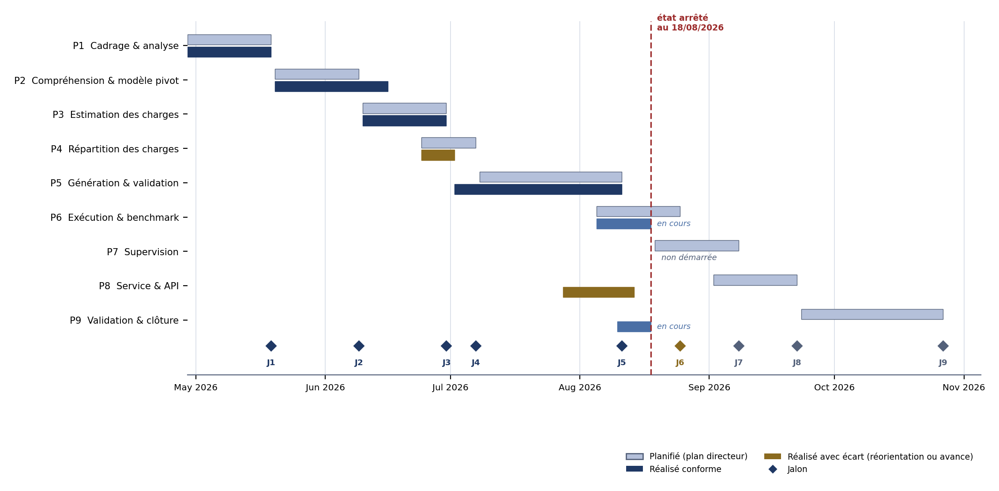 état arrêté
au 18/08/2026
P1  Cadrage & analyse
P2  Compréhension & modèle pivot
P3  Estimation des charges
P4  Répartition des charges
P5  Génération & validation
P6  Exécution & benchmark
en cours
P7  Supervision
non démarrée
P8  Service & API
P9  Validation & clôture
en cours
J1 J2 J3 J4 J5 J6 J7 J8 J9
May 2026 Jun 2026 Jul 2026 Aug 2026 Sep 2026 Oct 2026 Nov 2026
Planifié (plan directeur)
Réalisé conforme
Réalisé avec écart (réorientation ou avance)
Jalon